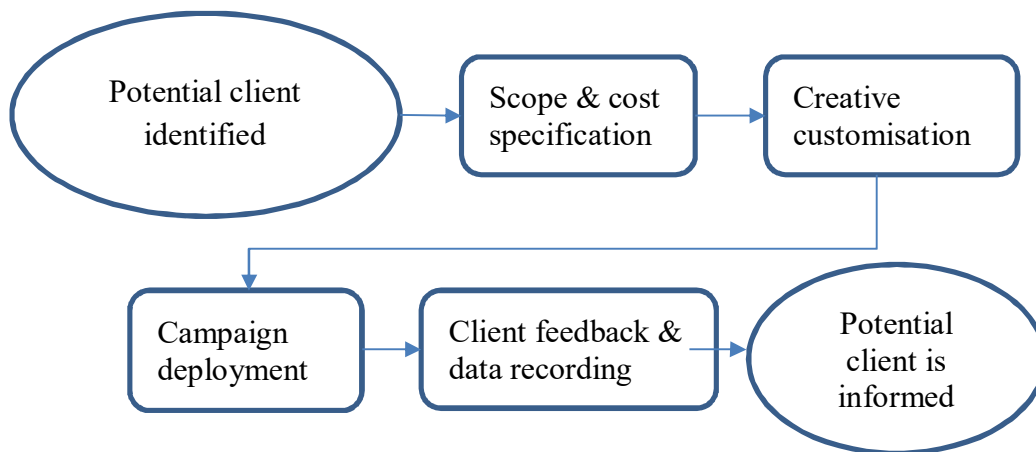 Potential client
identified
Scope & cost
specification
Creative
customisation
Campaign
deployment
Client feedback &
data recording
Potential
client is
informed